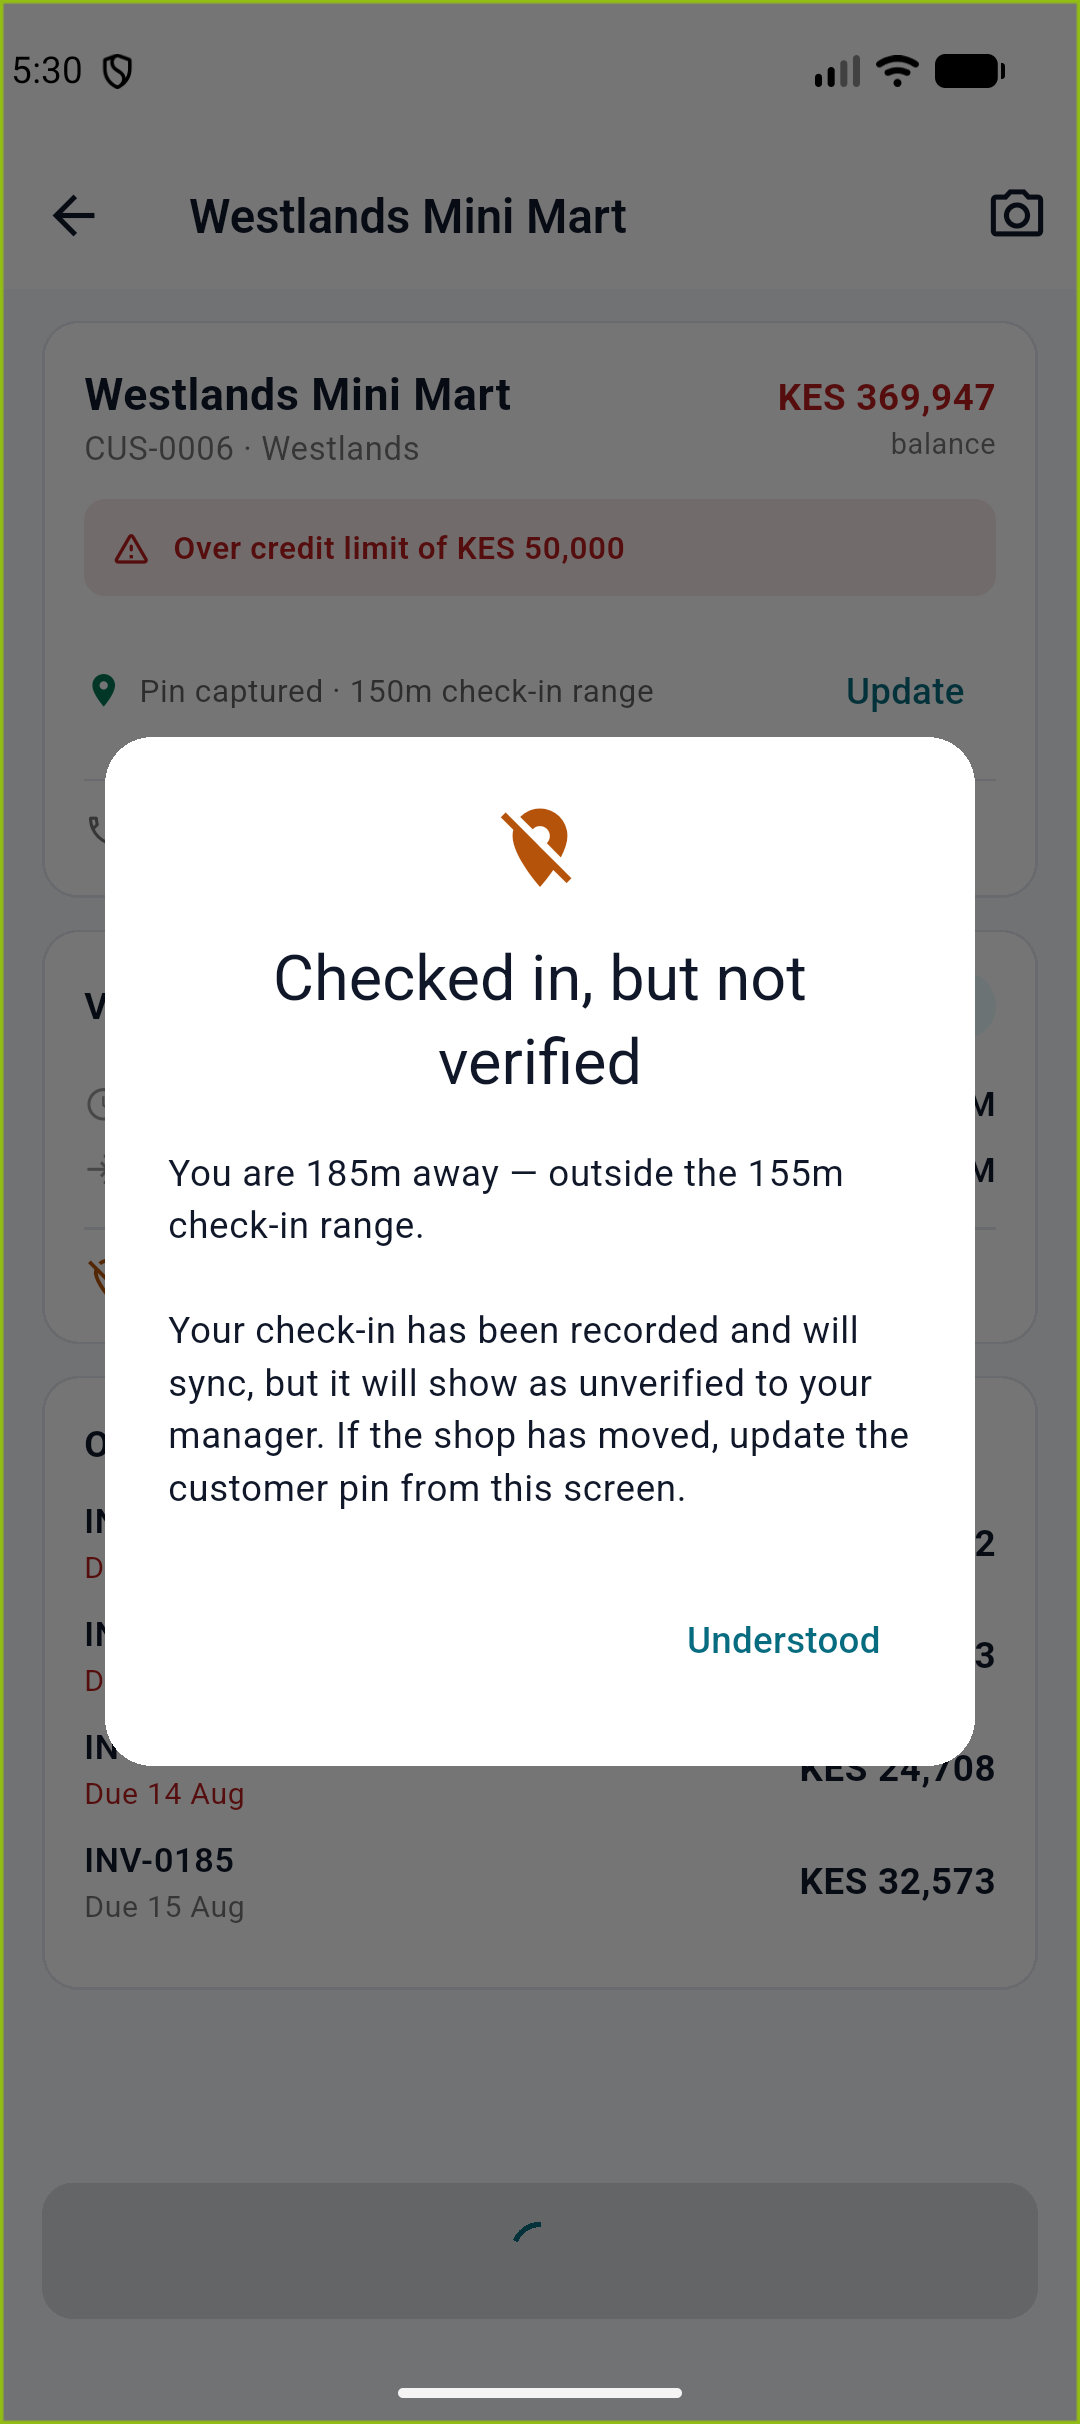 5:30
Westlands Mini Mart
Westlands Mini Mart
KES 369,947
CUS-0006 · Westlands
balance
Over credit limit of KES 50,000
Pin captured · 150m check-in range
Update
Checked in, but not
verified
You are 185m away — outside the 155m
check-in range.
Your check-in has been recorded and will
sync, but it will show as unverified to your
manager. If the shop has moved, update the
customer pin from this screen.
Understood
KES 24,708
Due 14 Aug
INV-0185
KES 32,573
Due 15 Aug